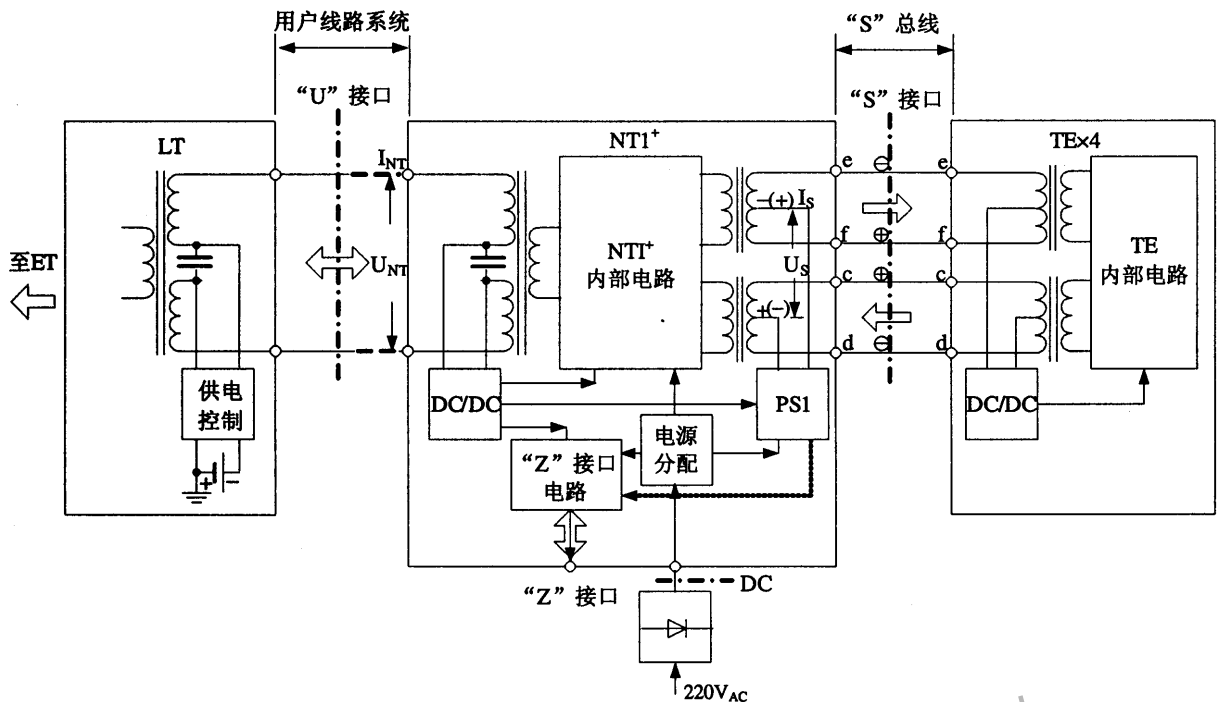 用户线路系统
“S”总线
“U”接口
“S”接口
LT
NT1⁺
TE×4
I_NT
e
⊖
e
−(+)
I_S
至ET
U_NT
NTI⁺
内部电路
f
⊕
f
U_S
TE
内部电路
c
⊕
c
+(−)
d
⊖
d
供电
控制
DC/DC
PS1
DC/DC
电源
分配
“Z”接口
电路
+
−
“Z”接口
DC
220V_AC